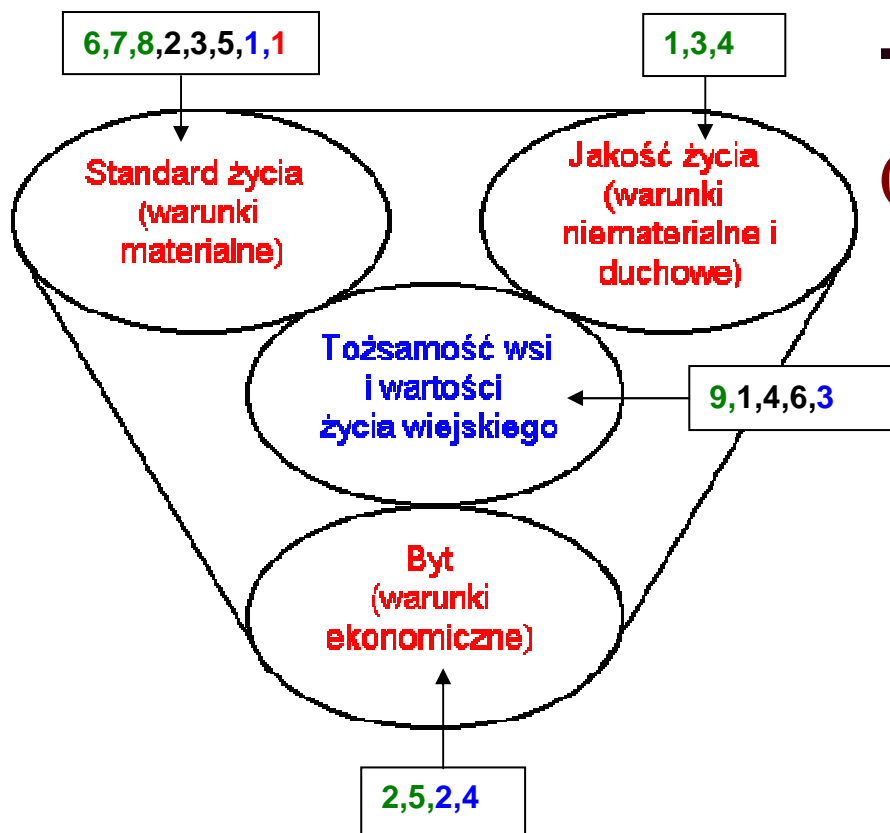 6,7,8,2,3,5,1,1
1,3,4
Standard życia
(warunki
materialne)
Jakość życia
(warunki
niematerialne i
duchowe)
Tożsamość wsi
i wartości
życia wiejskiego
9,1,4,6,3
Byt
(warunki
ekonomiczne)
2,5,2,4